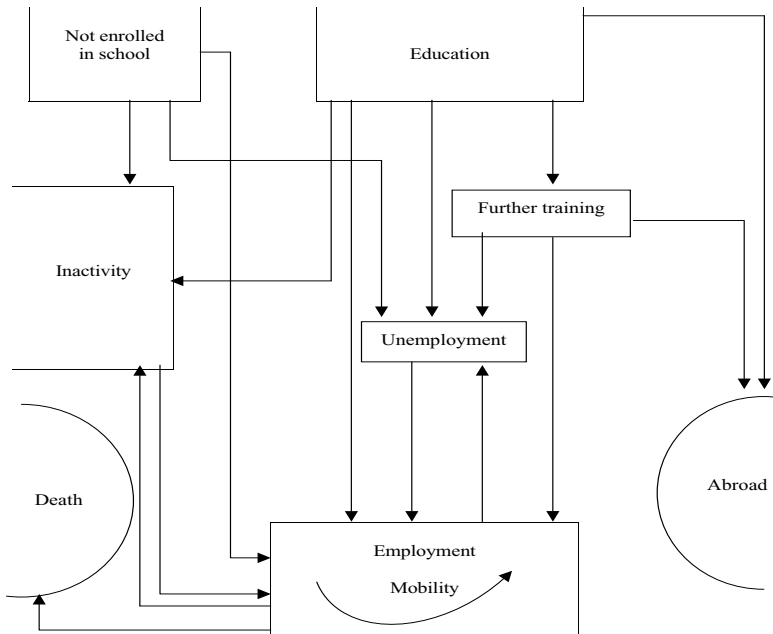 Not enrolled
in school
Education
Further training
Inactivity
Unemployment
Death
Abroad
Employment
Mobility